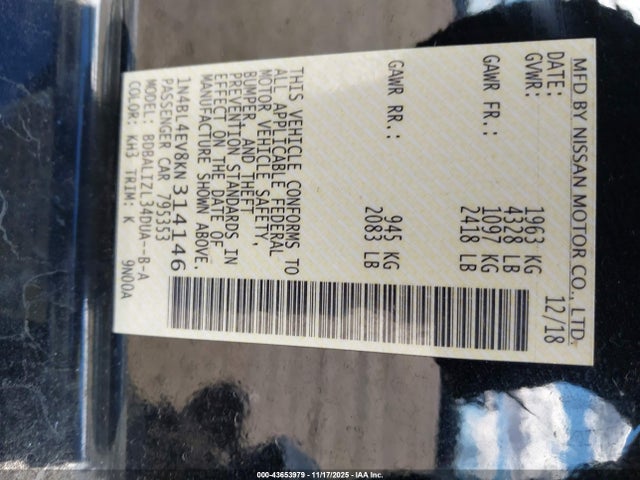 MFD BY NISSAN MOTOR CO., LTD.
DATE: 12/18
GVWR: 1963 KG
4328 LB
GAWR FR.: 1097 KG
2418 LB
GAWR RR.: 945 KG
2083 LB
THIS VEHICLE CONFORMS TO
ALL APPLICABLE FEDERAL
MOTOR VEHICLE SAFETY,
BUMPER, AND THEFT
PREVENTION STANDARDS IN
EFFECT ON THE DATE OF
MANUFACTURE SHOWN ABOVE.
1N4BL4EV8KN314146
PASSENGER CAR 795353
MODEL: BDBALIZL34DUA--B-A
COLOR: KH3 TRIM: K 9N00A
000-43653979 - 11/17/2025 - IAA Inc.